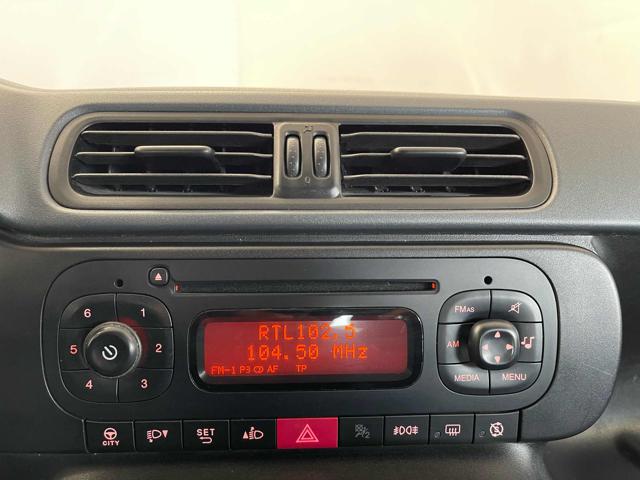 RTL102.5
104.50 MHz
FM-1 P3 CD AF TP
6 1
5 2
4 3
FMAS
AM
MEDIA MENU
CITY
SET